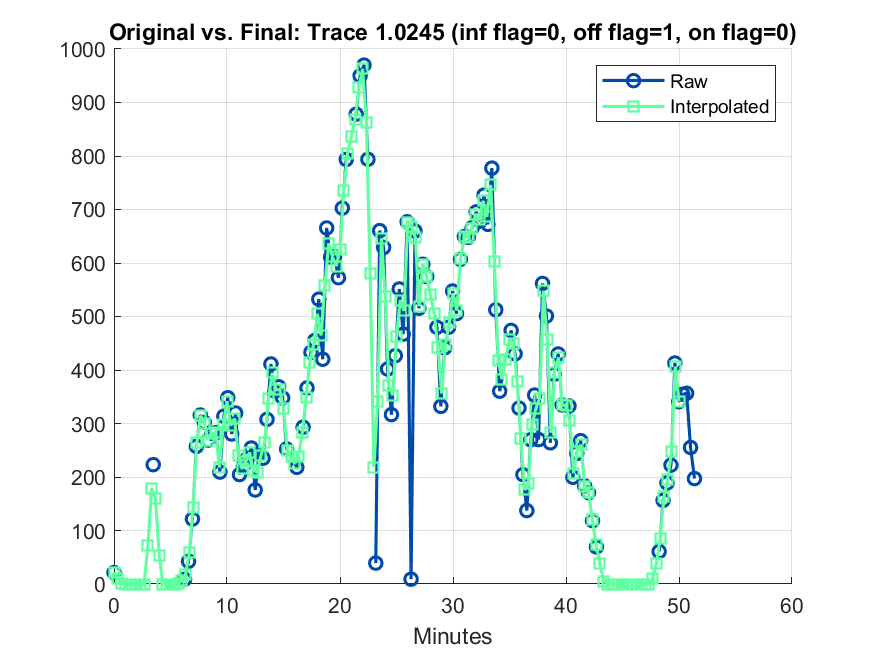 Original vs. Final: Trace 1.0245 (inf flag=0, off flag=1, on flag=0)
1000
900
800
700
600
500
400
300
200
100
0
Raw
Interpolated
0 10 20 30 40 50 60
Minutes